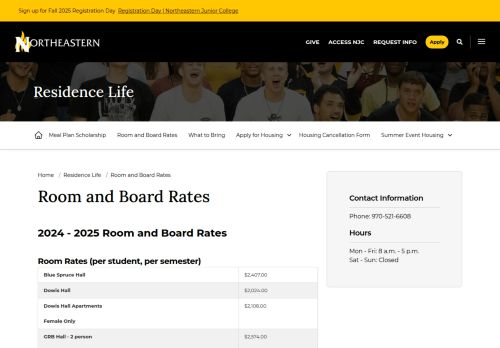 Sign up for Fall 2025 Registration Day Registration Day | Northeastern Junior College
NORTHEASTERN
GIVE ACCESS NJC REQUEST INFO Apply
Residence Life
Meal Plan Scholarship Room and Board Rates What to Bring Apply for Housing Housing Cancellation Form Summer Event Housing
Home / Residence Life / Room and Board Rates
Room and Board Rates
2024 - 2025 Room and Board Rates
Room Rates (per student, per semester)
Blue Spruce Hall $2,407.00
Dowis Hall $2,024.00
Dowis Hall Apartments $2,108.00
Female Only
GRB Hall - 2 person $2,574.00
Contact Information
Phone: 970-521-6608
Hours
Mon - Fri: 8 a.m. - 5 p.m.
Sat - Sun: Closed